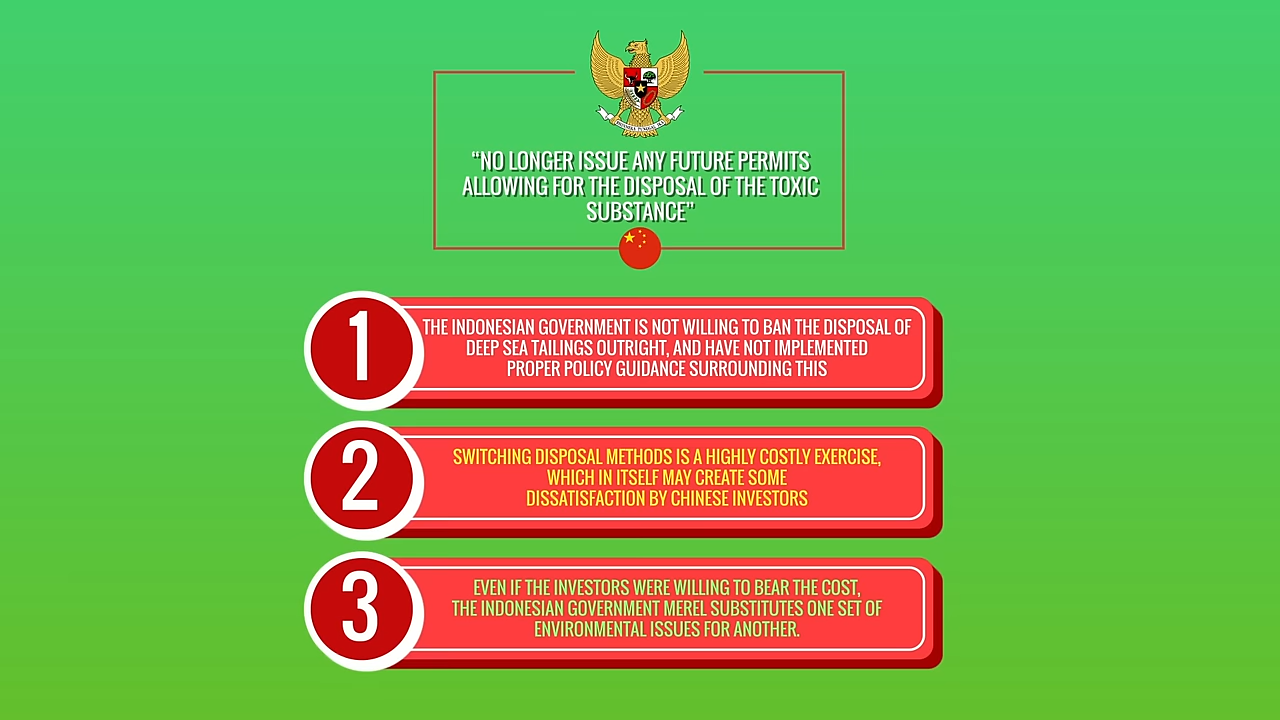 “NO LONGER ISSUE ANY FUTURE PERMITS
ALLOWING FOR THE DISPOSAL OF THE TOXIC
SUBSTANCE”
1
THE INDONESIAN GOVERNMENT IS NOT WILLING TO BAN THE DISPOSAL OF
DEEP SEA TAILINGS OUTRIGHT, AND HAVE NOT IMPLEMENTED
PROPER POLICY GUIDANCE SURROUNDING THIS
2
SWITCHING DISPOSAL METHODS IS A HIGHLY COSTLY EXERCISE,
WHICH IN ITSELF MAY CREATE SOME
DISSATISFACTION BY CHINESE INVESTORS
3
EVEN IF THE INVESTORS WERE WILLING TO BEAR THE COST,
THE INDONESIAN GOVERNMENT MEREL SUBSTITUTES ONE SET OF
ENVIRONMENTAL ISSUES FOR ANOTHER.